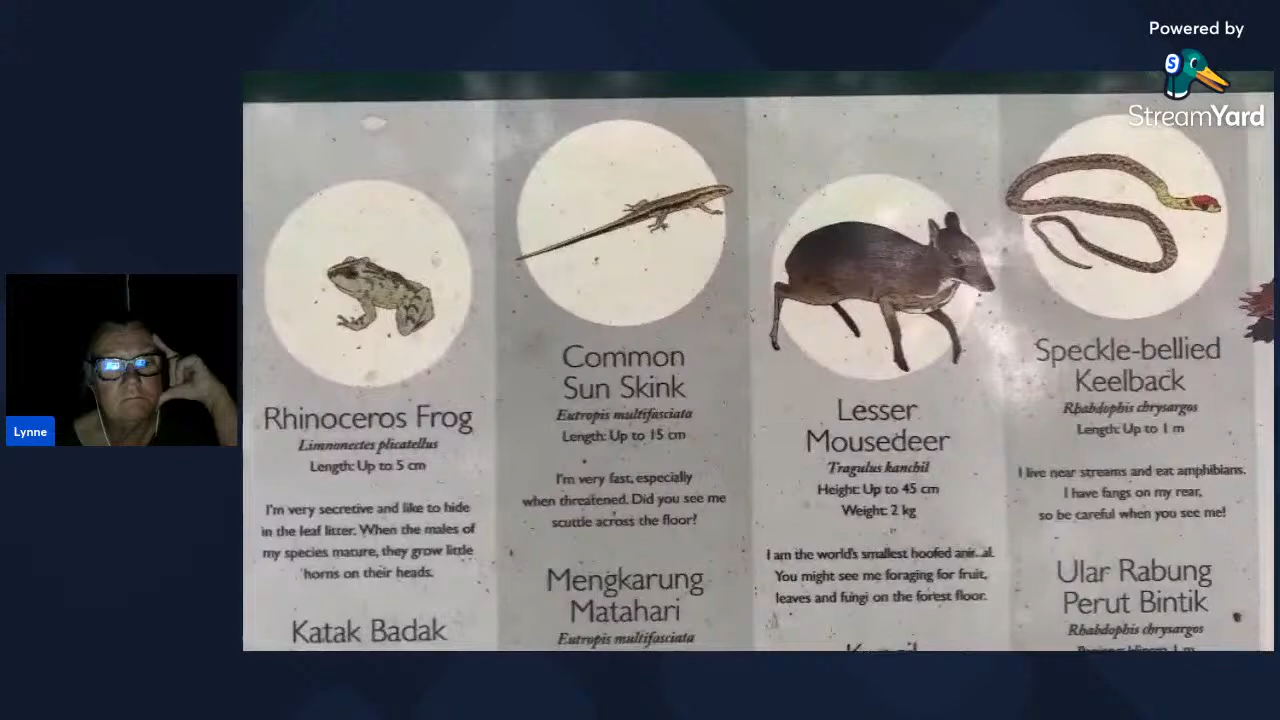 Powered by
StreamYard
Lynne
Rhinoceros Frog
Limnonectes plicatellus
Length: Up to 5 cm
I'm very secretive and like to hide
in the leaf litter. When the males of
my species mature, they grow little
horns on their heads.
Katak Badak
Common
Sun Skink
Eutropis multifasciata
Length: Up to 15 cm
I'm very fast, especially
when threatened. Did you see me
scuttle across the floor?
Mengkarung
Matahari
Eutropis multifasciata
Lesser
Mousedeer
Tragulus kanchil
Height: Up to 45 cm
Weight: 2 kg
I am the world's smallest hoofed animal.
You might see me foraging for fruit,
leaves and fungi on the forest floor.
Speckle-bellied
Keelback
Rhabdophis chrysargos
Length: Up to 1 m
I live near streams and eat amphibians.
I have fangs on my rear,
so be careful when you see me!
Ular Rabung
Perut Bintik
Rhabdophis chrysargos